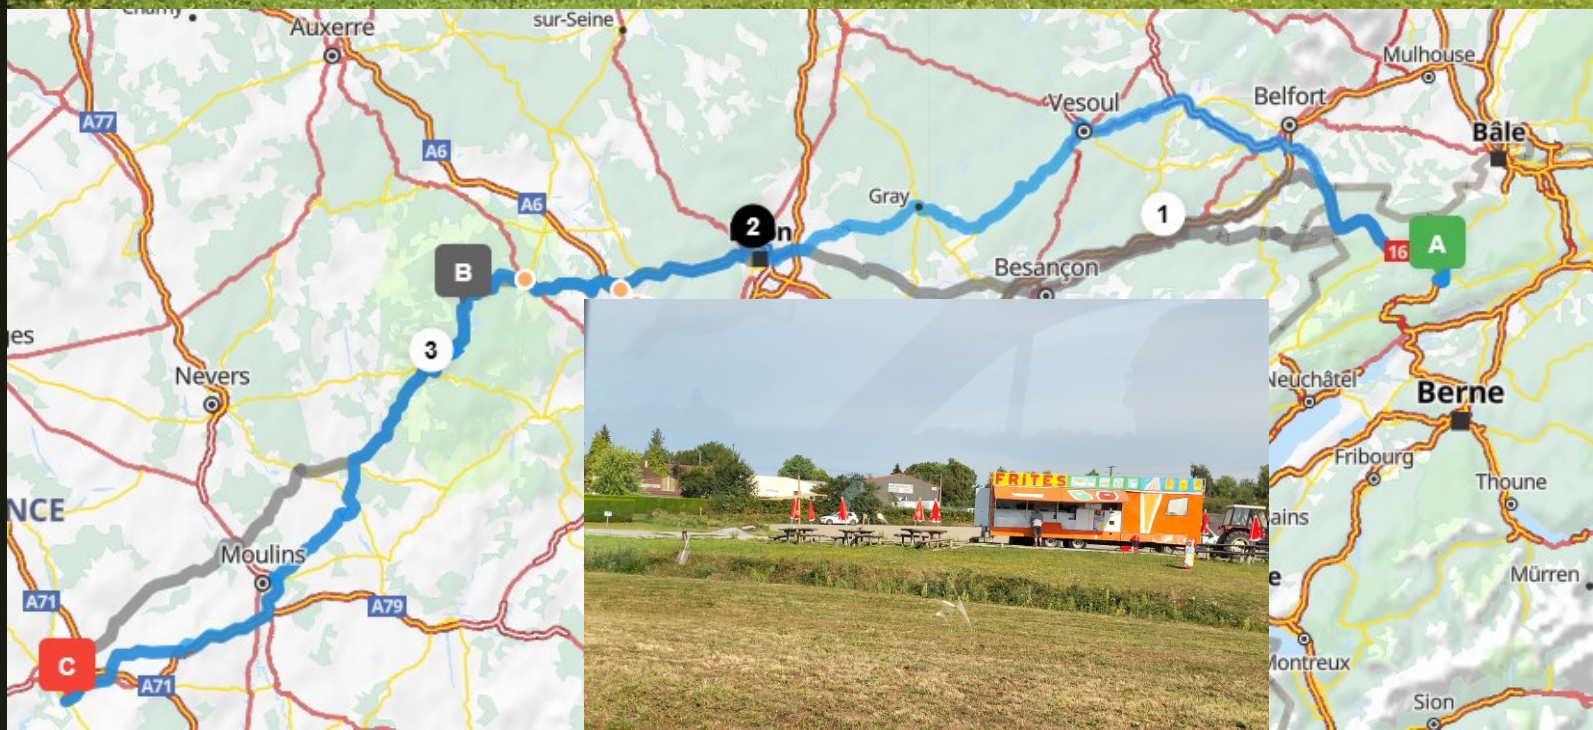 Auxerre
sur-Seine
Mulhouse
Vesoul
Belfort
A77
A6
Bâle
A6
Gray
1
2
n
16
A
B
Besançon
3
Nevers
Neuchâtel
Berne
Fribourg
Thoune
NCE
FRiTES
ains
Moulins
Mürren
A71
A79
C
A71
Montreux
Sion